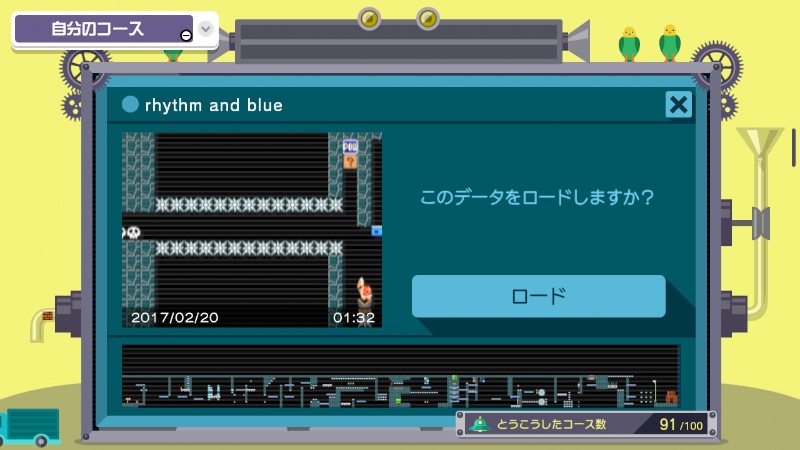 自分のコース
rhythm and blue
POW
?
このデータをロードしますか?
ロード
2017/02/20
01:32
とうこうしたコース数
91/100